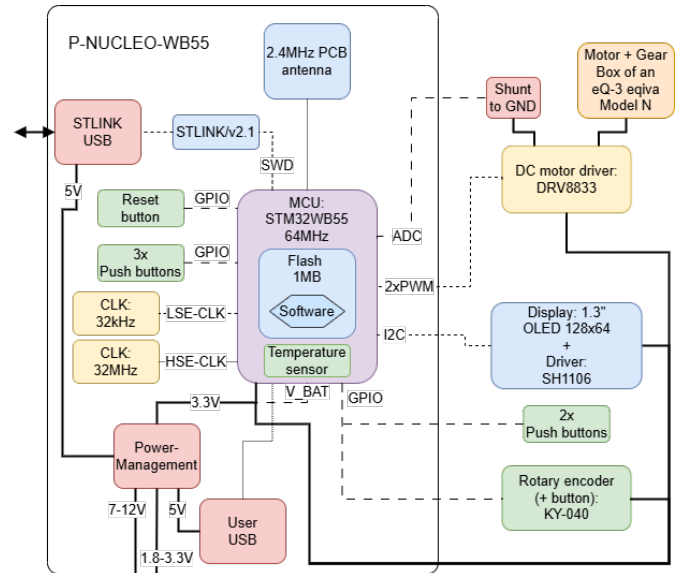 P-NUCLEO-WB55
2.4MHz PCB
antenna
Motor + Gear
Box of an
eQ-3 eqiva
Model N
Shunt
to GND
STLINK
USB
STLINK/v2.1
SWD
5V
DC motor driver:
DRV8833
Reset
button
GPIO
MCU:
STM32WB55
64MHz
ADC
3x
Push buttons
GPIO
Flash
1MB
Software
2xPWM
CLK:
32kHz
LSE-CLK
Display: 1.3"
OLED 128x64
+
Driver:
SH1106
I2C
CLK:
32MHz
HSE-CLK
Temperature
sensor
V_BAT
GPIO
3.3V
2x
Push buttons
Power-
Management
Rotary encoder
(+ button):
KY-040
7-12V
5V
User
USB
1.8-3.3V